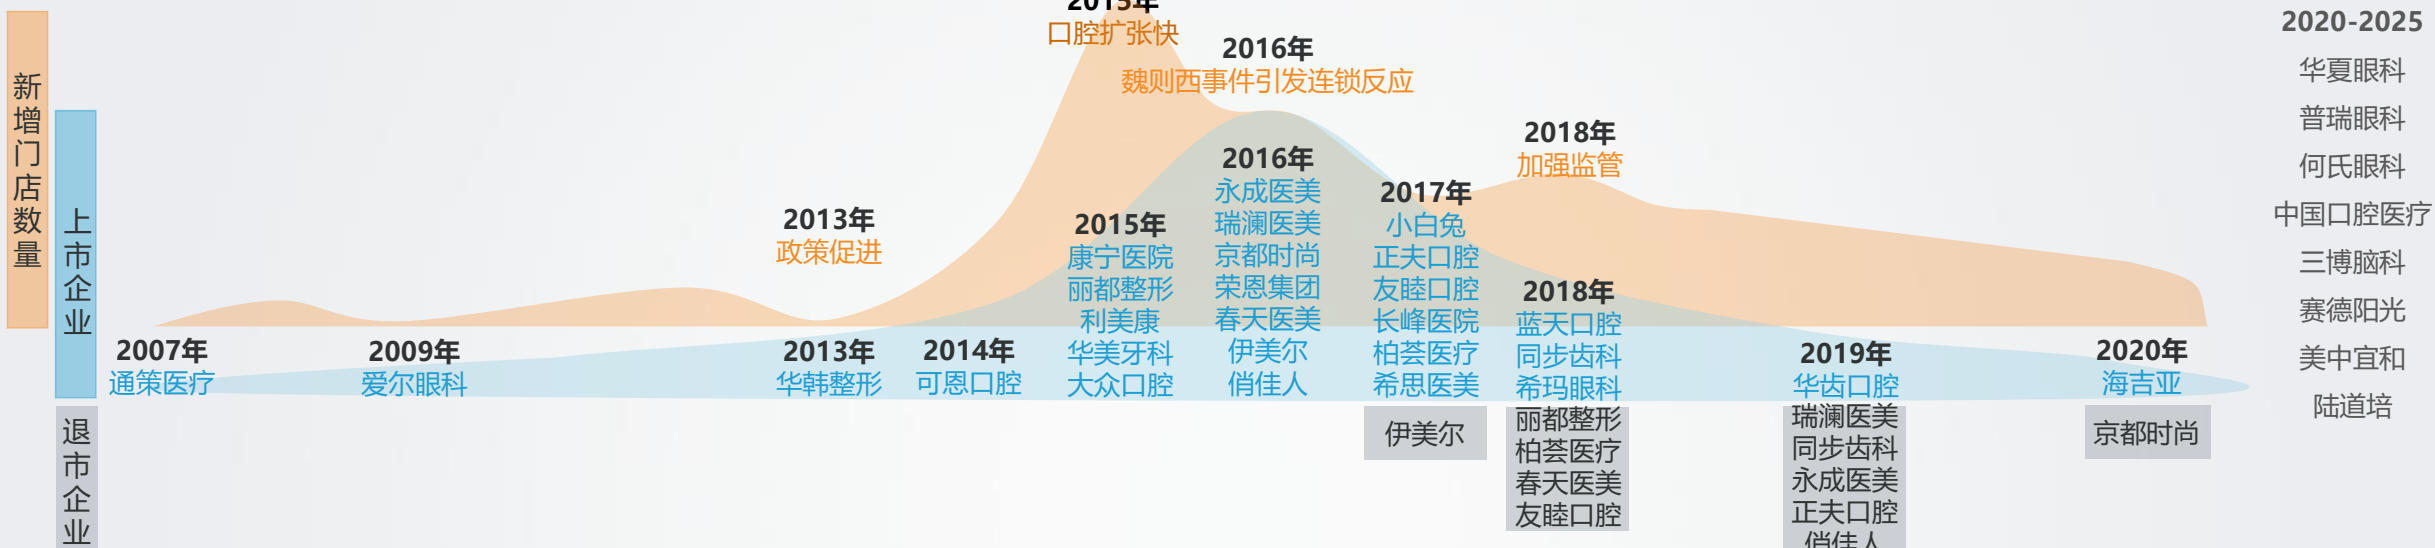 新增门店数量
上市企业
退市企业
2015年
口腔扩张快
2016年
魏则西事件引发连锁反应
2018年
加强监管
2013年
政策促进
2007年
通策医疗
2009年
爱尔眼科
2013年
华韩整形
2014年
可恩口腔
2015年
康宁医院
丽都整形
利美康
华美牙科
大众口腔
2016年
永成医美
瑞澜医美
京都时尚
荣恩集团
春天医美
伊美尔
俏佳人
2017年
小白兔
正夫口腔
友睦口腔
长峰医院
柏荟医疗
希思医美
伊美尔
2018年
蓝天口腔
同步齿科
希玛眼科
丽都整形
柏荟医疗
春天医美
友睦口腔
2019年
华齿口腔
瑞澜医美
同步齿科
永成医美
正夫口腔
俏佳人
2020年
海吉亚
京都时尚
2020-2025
华夏眼科
普瑞眼科
何氏眼科
中国口腔医疗
三博脑科
赛德阳光
美中宜和
陆道培